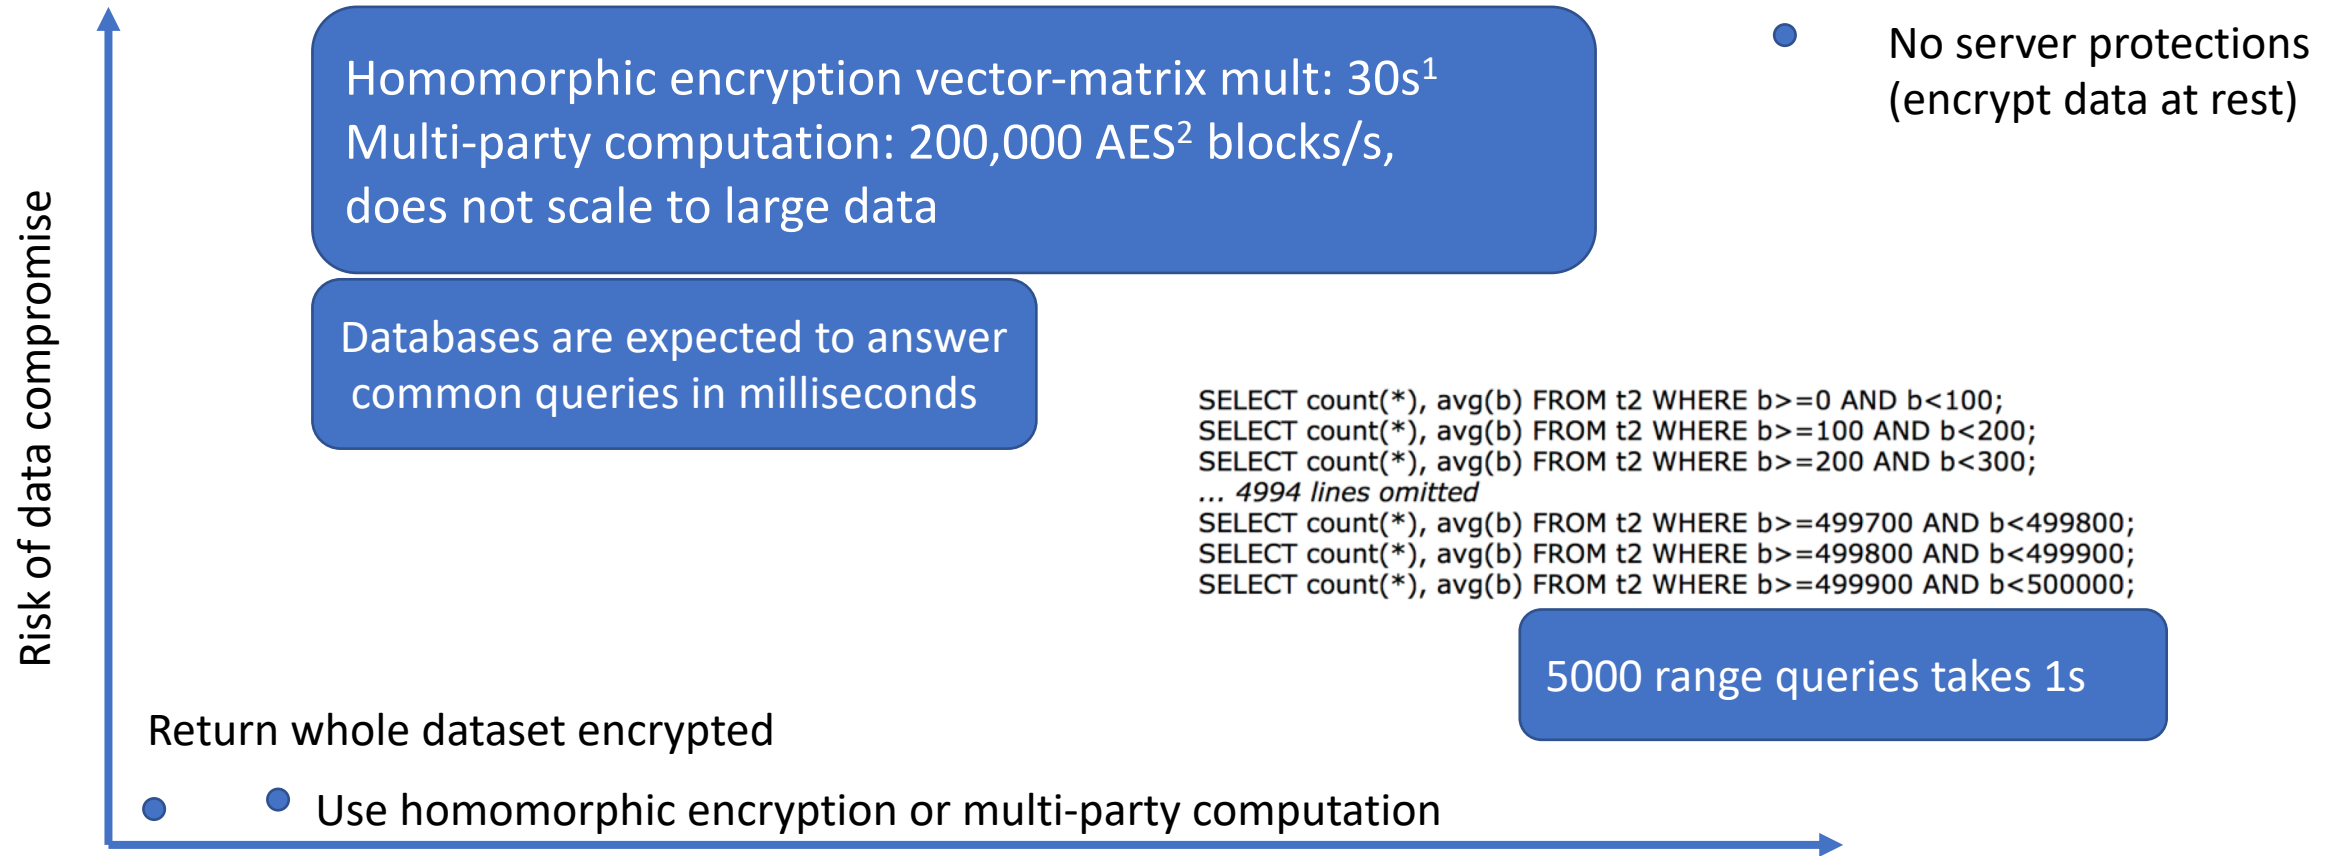 Homomorphic encryption vector-matrix mult: 30s¹
Multi-party computation: 200,000 AES² blocks/s,
does not scale to large data
No server protections
(encrypt data at rest)
Risk of data compromise
Databases are expected to answer
common queries in milliseconds
SELECT count(*), avg(b) FROM t2 WHERE b>=0 AND b<100;
SELECT count(*), avg(b) FROM t2 WHERE b>=100 AND b<200;
SELECT count(*), avg(b) FROM t2 WHERE b>=200 AND b<300;
... 4994 lines omitted
SELECT count(*), avg(b) FROM t2 WHERE b>=499700 AND b<499800;
SELECT count(*), avg(b) FROM t2 WHERE b>=499800 AND b<499900;
SELECT count(*), avg(b) FROM t2 WHERE b>=499900 AND b<500000;
5000 range queries takes 1s
Return whole dataset encrypted
Use homomorphic encryption or multi-party computation